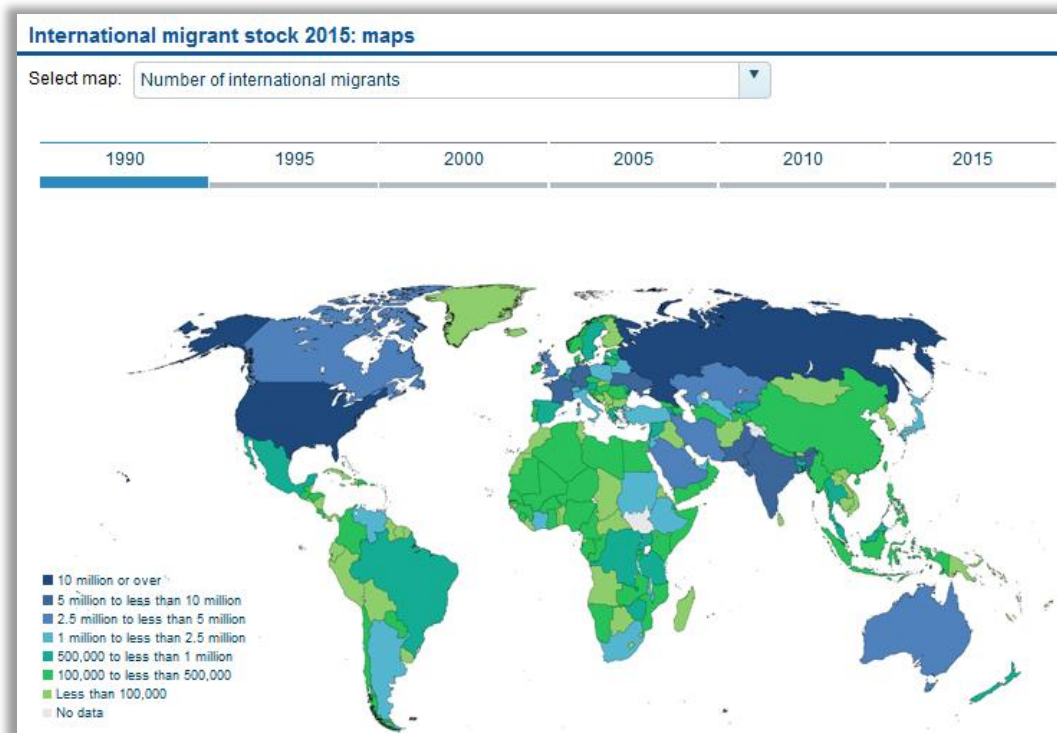 International migrant stock 2015: maps
Select map: Number of international migrants
1990 1995 2000 2005 2010 2015
10 million or over
5 million to less than 10 million
2.5 million to less than 5 million
1 million to less than 2.5 million
500,000 to less than 1 million
100,000 to less than 500,000
Less than 100,000
No data